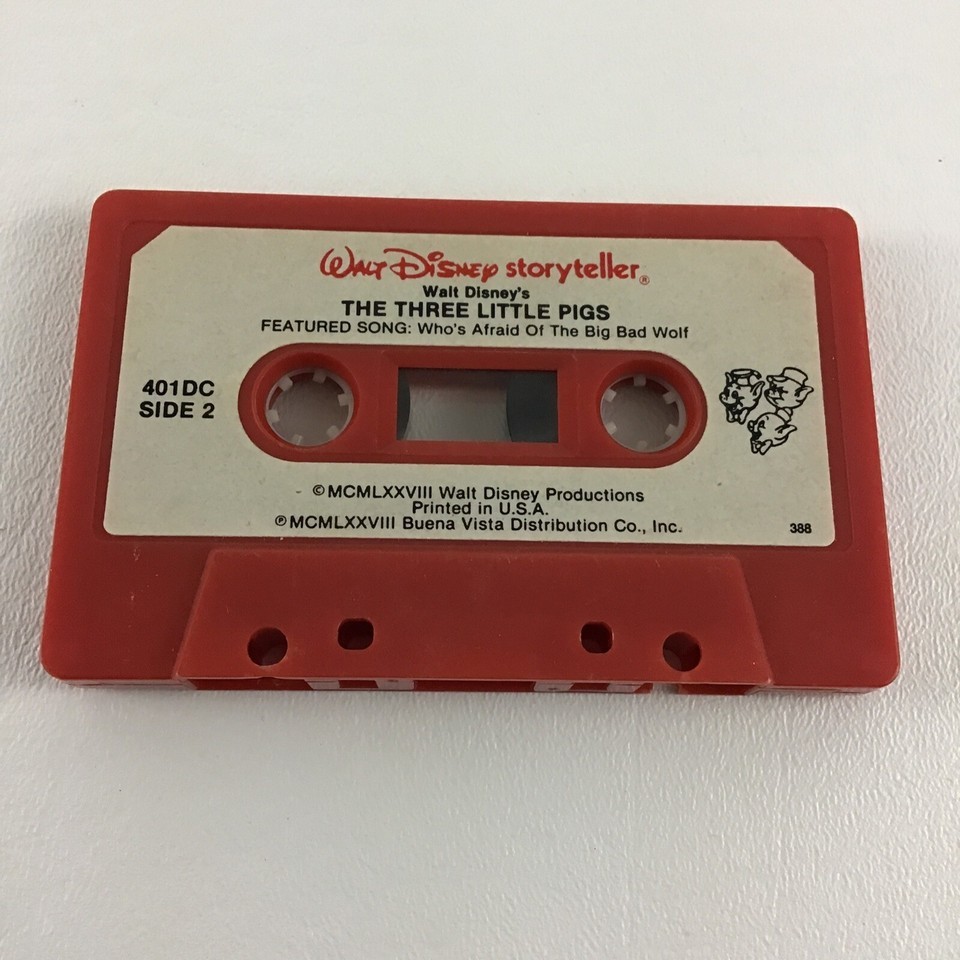 Walt Disney storyteller®
Walt Disney's
THE THREE LITTLE PIGS
FEATURED SONG: Who's Afraid Of The Big Bad Wolf
401DC
SIDE 2
©MCMLXXVIII Walt Disney Productions
Printed in U.S.A.
℗MCMLXXVIII Buena Vista Distribution Co., Inc.
388